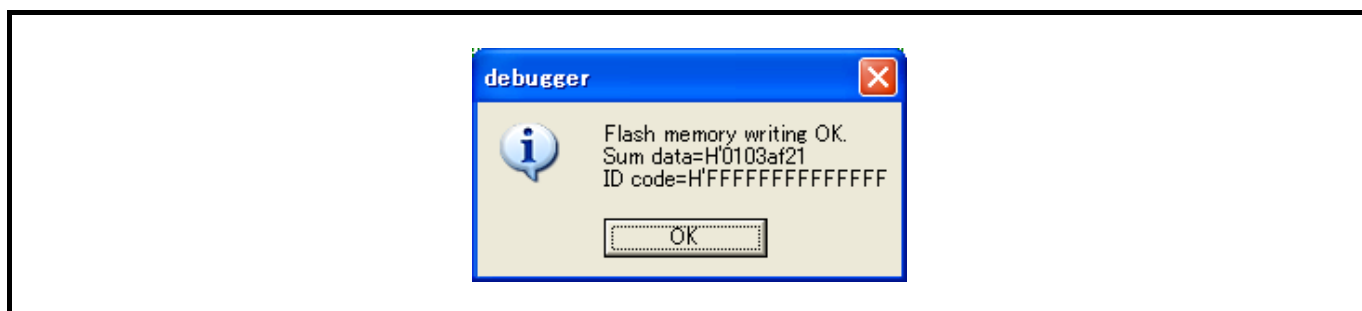 debugger
Flash memory writing OK.
Sum data=H'0103af21
ID code=H'FFFFFFFFFFFFFF
OK